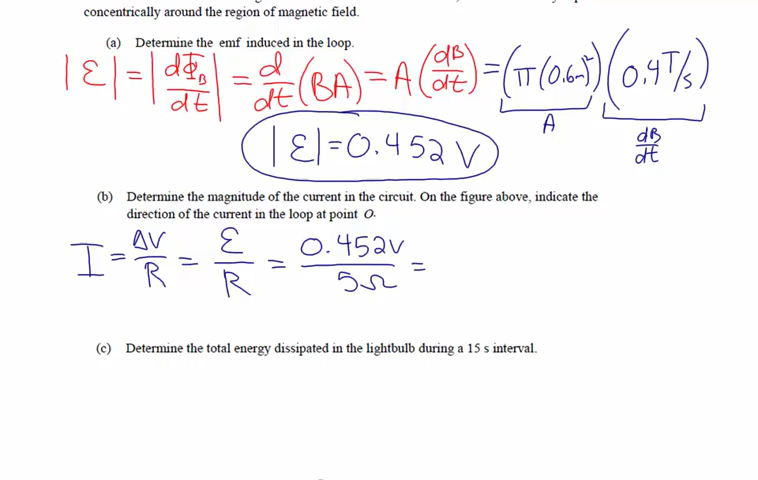 concentrically around the region of magnetic field.
(a) Determine the emf induced in the loop.
|ε| = |dΦ_B/dt| = d/dt (BA) = A (dB/dt) = (π(0.6m)²) (0.4 T/s)
A
dB/dt
|ε| = 0.452 V
(b) Determine the magnitude of the current in the circuit. On the figure above, indicate the
direction of the current in the loop at point O.
I = ΔV/R = ε/R = 0.452V/5Ω =
(c) Determine the total energy dissipated in the lightbulb during a 15 s interval.